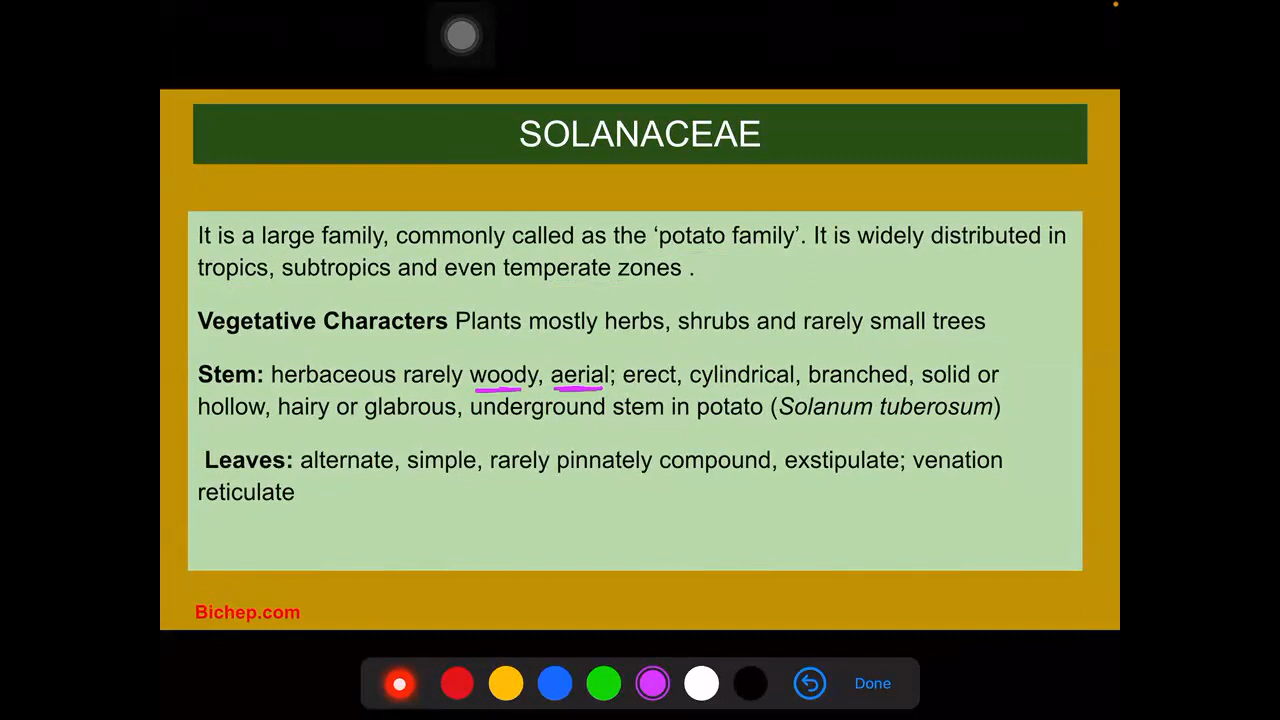 SOLANACEAE
It is a large family, commonly called as the ‘potato family’. It is widely distributed in
tropics, subtropics and even temperate zones .
Vegetative Characters Plants mostly herbs, shrubs and rarely small trees
Stem: herbaceous rarely woody, aerial; erect, cylindrical, branched, solid or
hollow, hairy or glabrous, underground stem in potato (Solanum tuberosum)
Leaves: alternate, simple, rarely pinnately compound, exstipulate; venation
reticulate
Bichep.com
Done